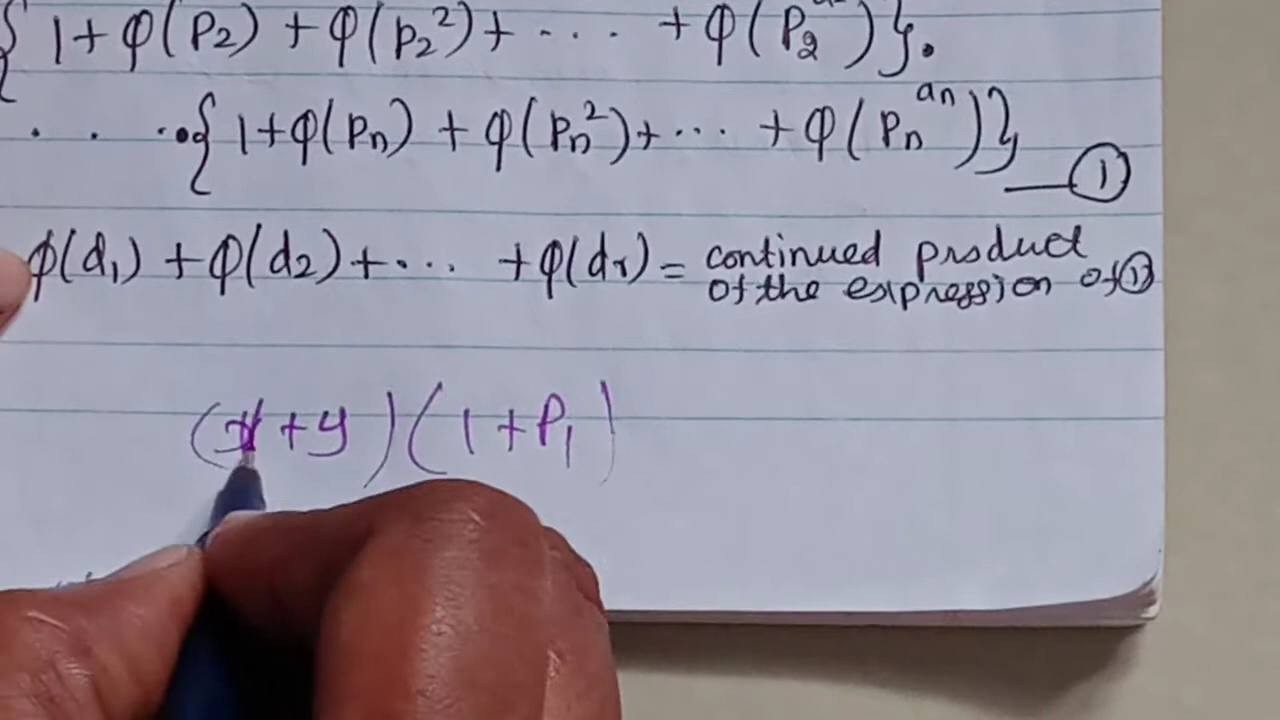 { 1 + φ(p₂) + φ(p₂²) + ··· + φ(p₂ ) }.
. . .. { 1 + φ(pₙ) + φ(pₙ²) + ··· + φ(pₙ^aₙ) } — ①
φ(d₁) + φ(d₂) + ··· + φ(dᵣ) = continued product
of the expression of ①
(x + y)(1 + P₁)